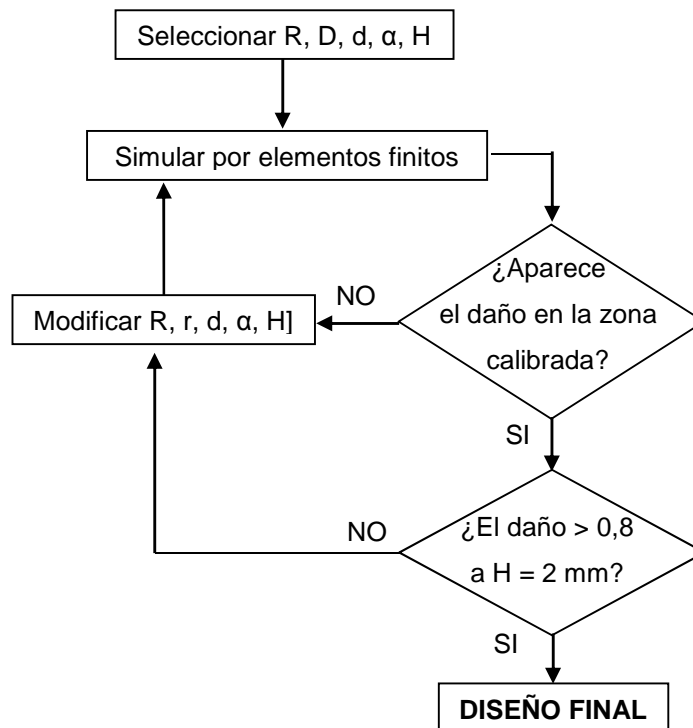 Seleccionar R, D, d, α, H
Simular por elementos finitos
¿Aparece
el daño en la zona
calibrada?
NO
Modificar R, r, d, α, H]
SI
¿El daño > 0,8
a H = 2 mm?
NO
SI
DISEÑO FINAL